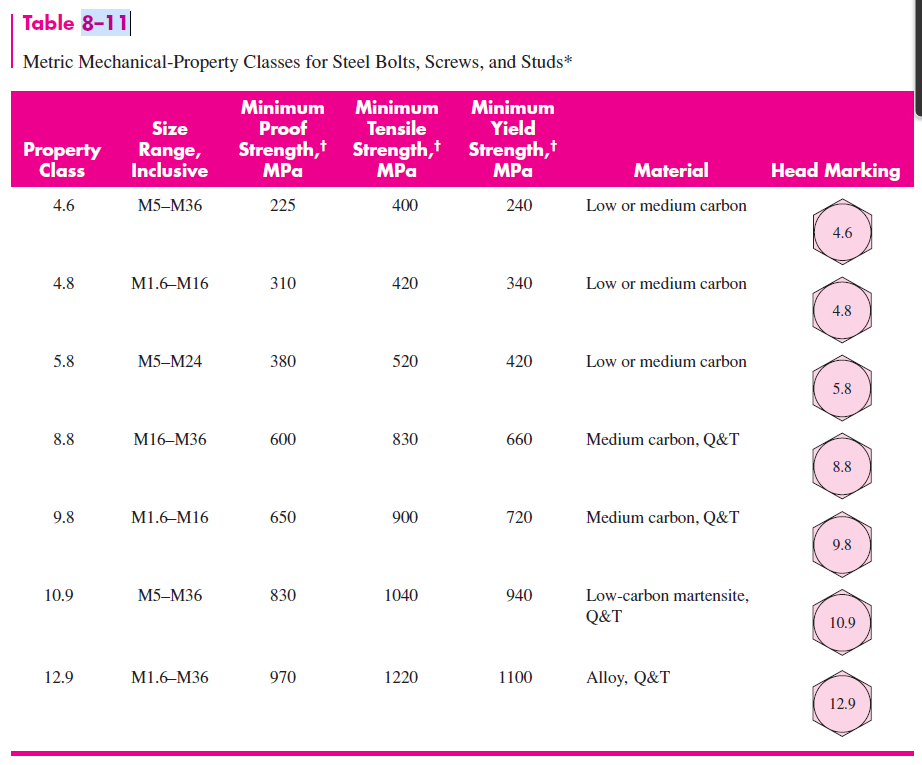 Table 8–11
Metric Mechanical-Property Classes for Steel Bolts, Screws, and Studs*
Minimum Minimum Minimum
Size Proof Tensile Yield
Property Range, Strength,† Strength,† Strength,†
Class Inclusive MPa MPa MPa Material Head Marking
4.6 M5–M36 225 400 240 Low or medium carbon
4.6
4.8 M1.6–M16 310 420 340 Low or medium carbon
4.8
5.8 M5–M24 380 520 420 Low or medium carbon
5.8
8.8 M16–M36 600 830 660 Medium carbon, Q&T
8.8
9.8 M1.6–M16 650 900 720 Medium carbon, Q&T
9.8
10.9 M5–M36 830 1040 940 Low-carbon martensite,
Q&T
10.9
12.9 M1.6–M36 970 1220 1100 Alloy, Q&T
12.9